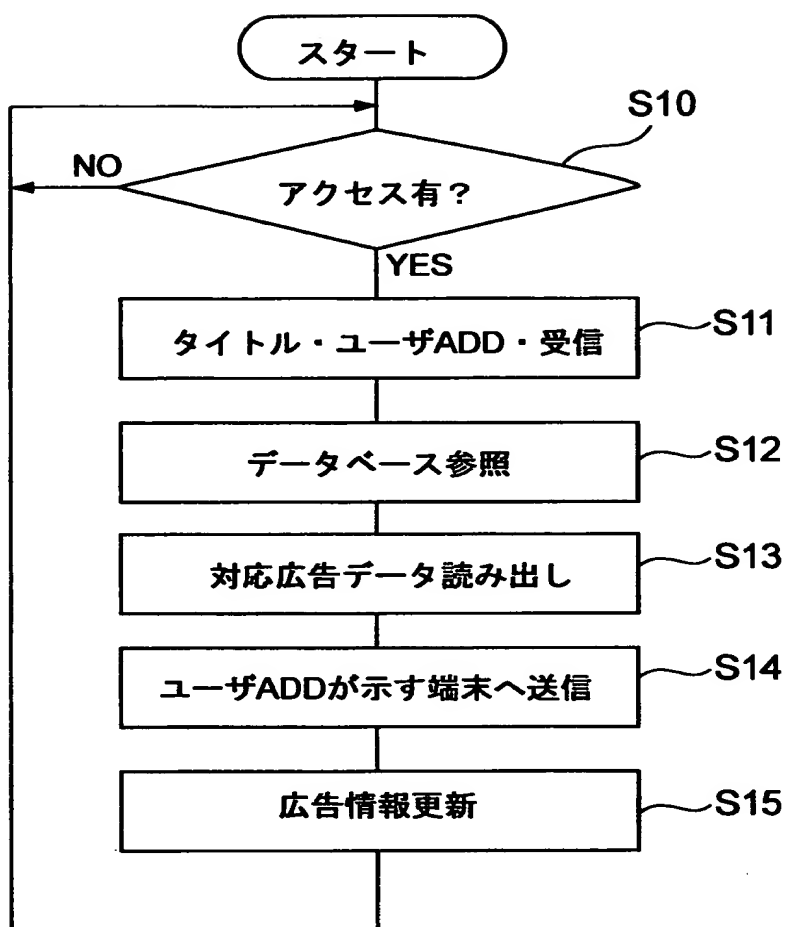 スタート
S10
NO
アクセス有？
YES
タイトル・ユーザADD・受信
S11
データベース参照
S12
対応広告データ読み出し
S13
ユーザADDが示す端末へ送信
S14
広告情報更新
S15